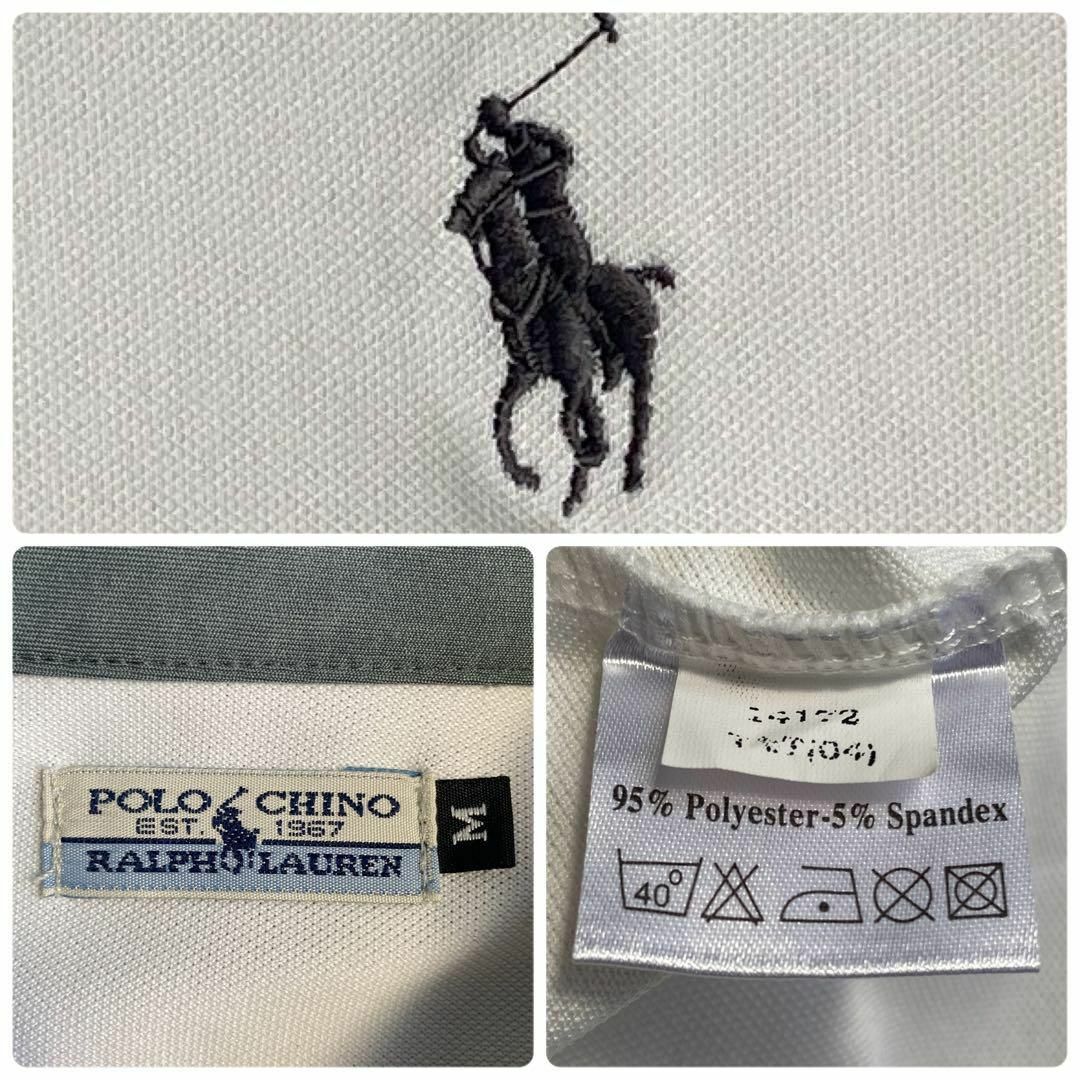 POLO CHINO
EST. 1967
RALPH LAUREN
M
95% Polyester-5% Spandex
40°